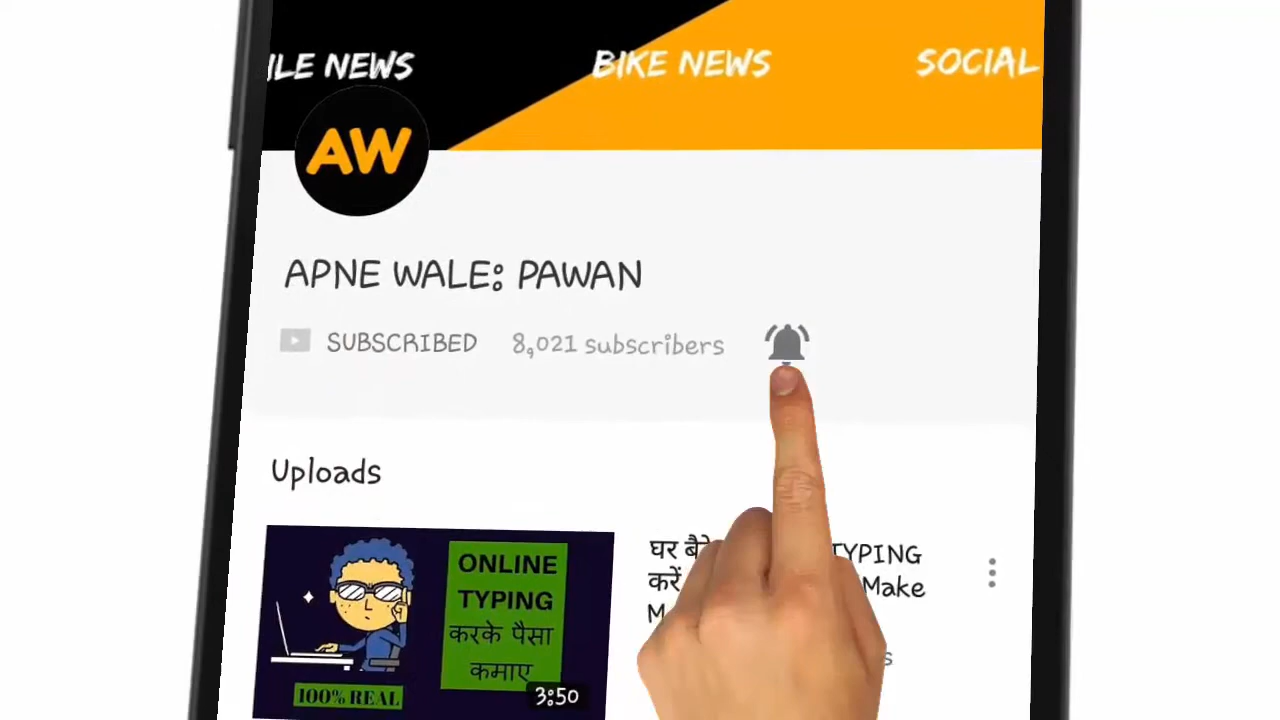 ILE NEWS
BIKE NEWS
SOCIAL
AW
APNE WALE: PAWAN
SUBSCRIBED 8,021 subscribers
Uploads
ONLINE
TYPING
करके पैसा
कमाए
100% REAL
3:50
घर TYPING
करें Make